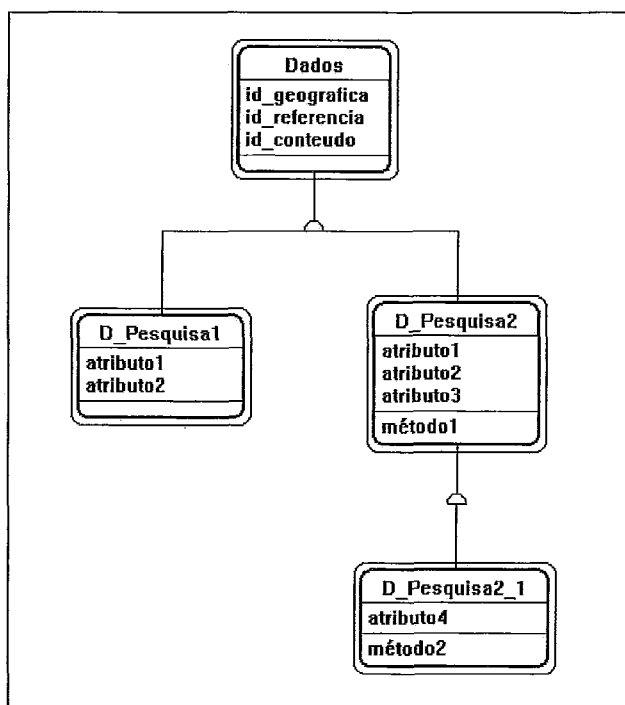 Dados
id_geografica
id_referencia
id_conteudo
D_Pesquisa1
atributo1
atributo2
D_Pesquisa2
atributo1
atributo2
atributo3
método1
D_Pesquisa2_1
atributo4
método2